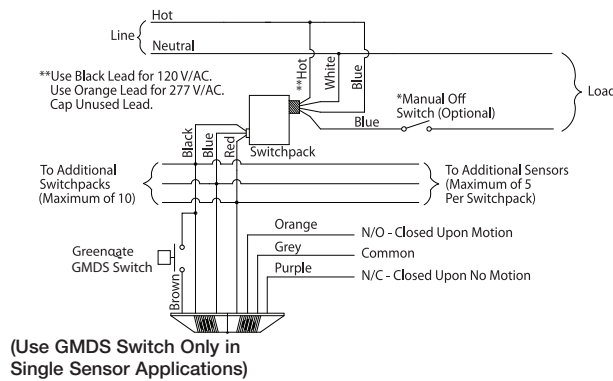 Hot
Line
Neutral
**Use Black Lead for 120 V/AC.
Use Orange Lead for 277 V/AC.
Cap Unused Lead.
**Hot
White
Blue
Load
*Manual Off
Switch (Optional)
Blue
Switchpack
Black
Blue
Red
To Additional
Switchpacks
(Maximum of 10)
To Additional Sensors
(Maximum of 5
Per Switchpack)
Orange
N/O - Closed Upon Motion
Grey
Common
Purple
N/C - Closed Upon No Motion
Greengate
GMDS Switch
Brown
(Use GMDS Switch Only in
Single Sensor Applications)